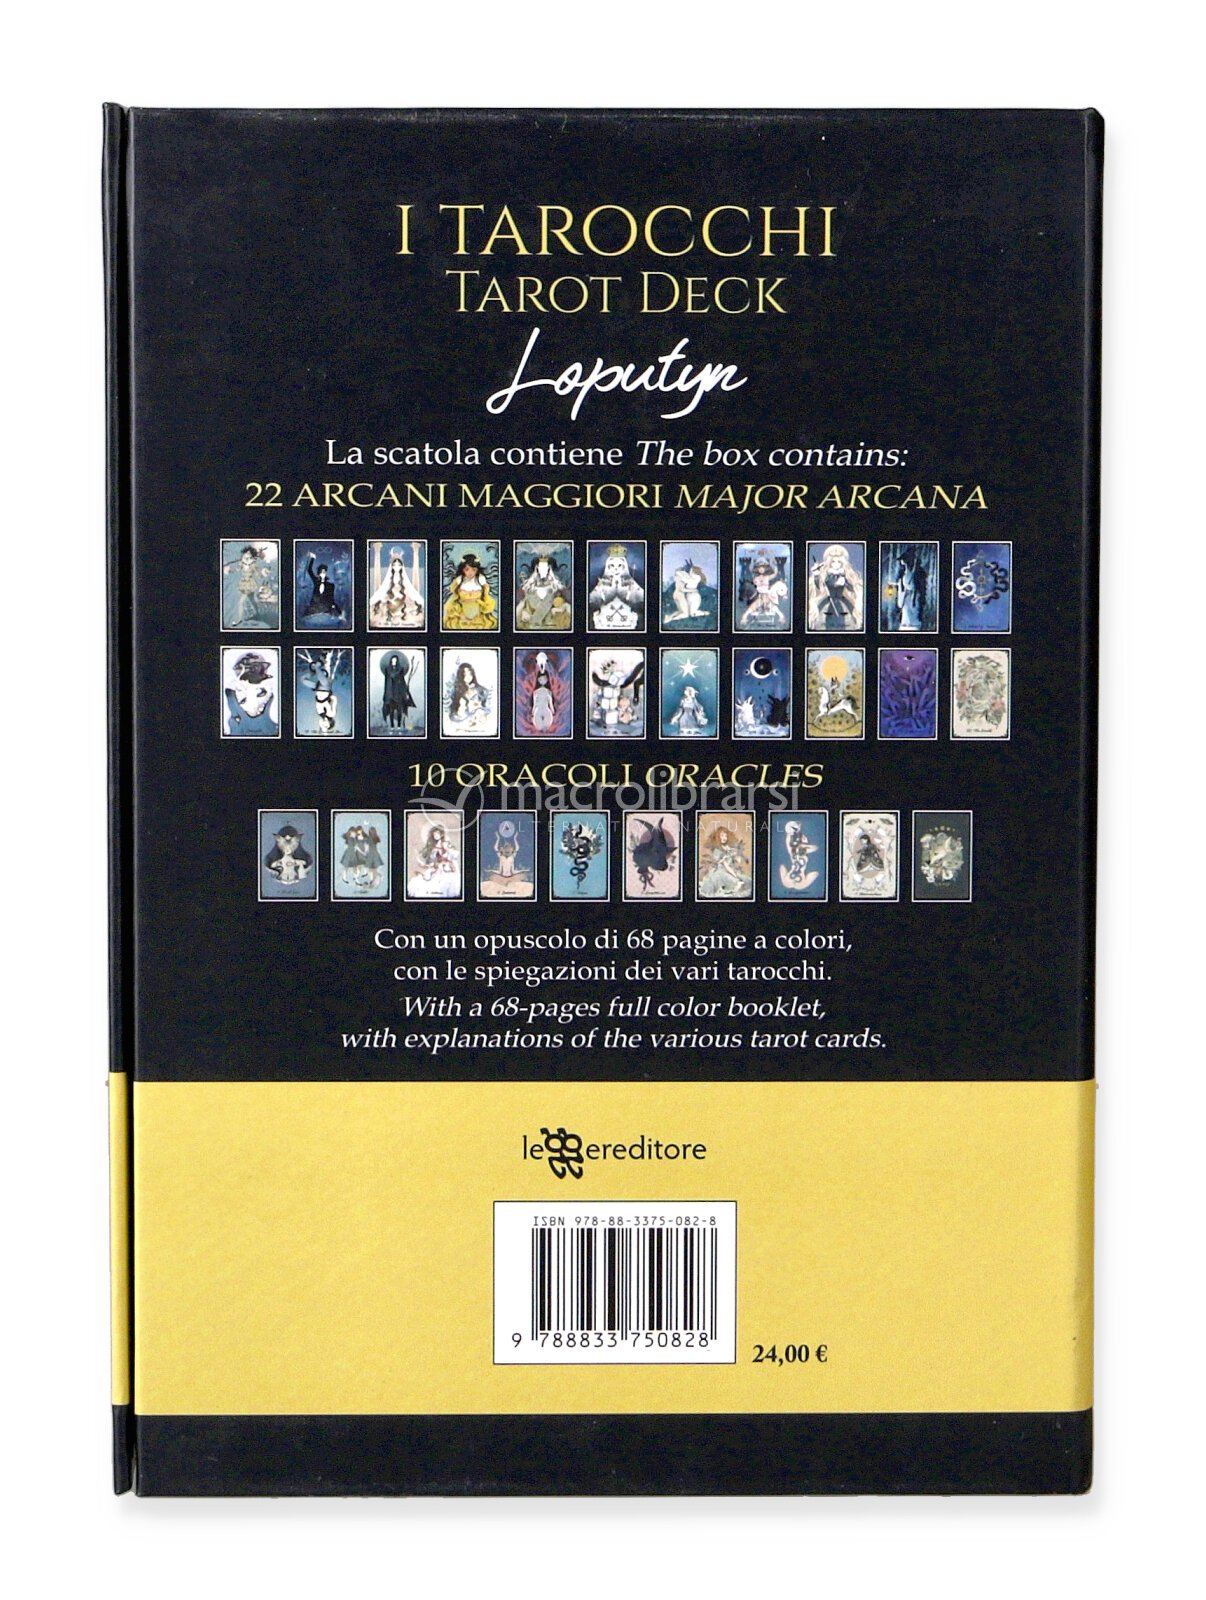 I TAROCCHI
TAROT DECK
Loputyn
La scatola contiene The box contains:
22 ARCANI MAGGIORI MAJOR ARCANA
10 ORACOLI ORACLES
macrolibrarsi
Con un opuscolo di 68 pagine a colori,
con le spiegazioni dei vari tarocchi.
With a 68-pages full color booklet,
with explanations of the various tarot cards.
leggereditore
ISBN 978-88-3375-082-8
9 788833 750828
24,00 €